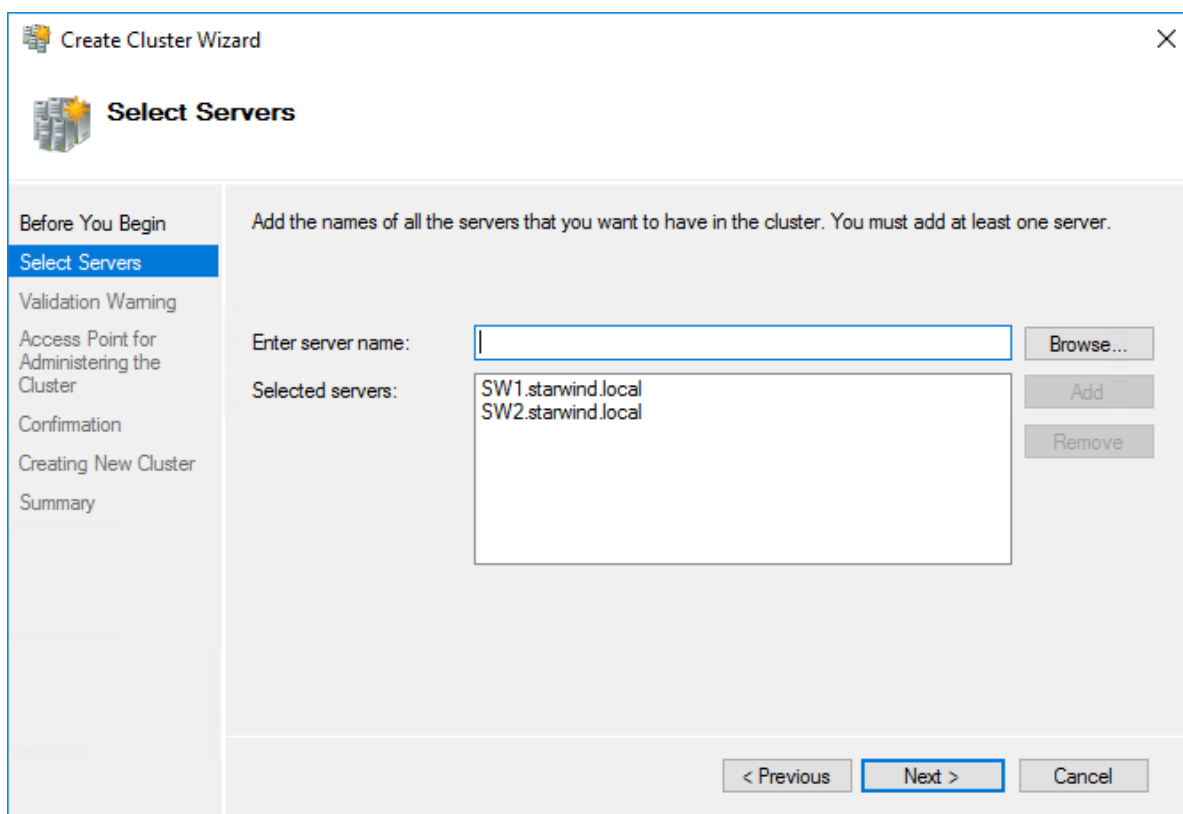 Create Cluster Wizard
Select Servers
Before You Begin
Select Servers
Validation Warning
Access Point for
Administering the
Cluster
Confirmation
Creating New Cluster
Summary
Add the names of all the servers that you want to have in the cluster. You must add at least one server.
Enter server name:
Browse...
Selected servers:
SW1.starwind.local
SW2.starwind.local
Add
Remove
< Previous
Next >
Cancel